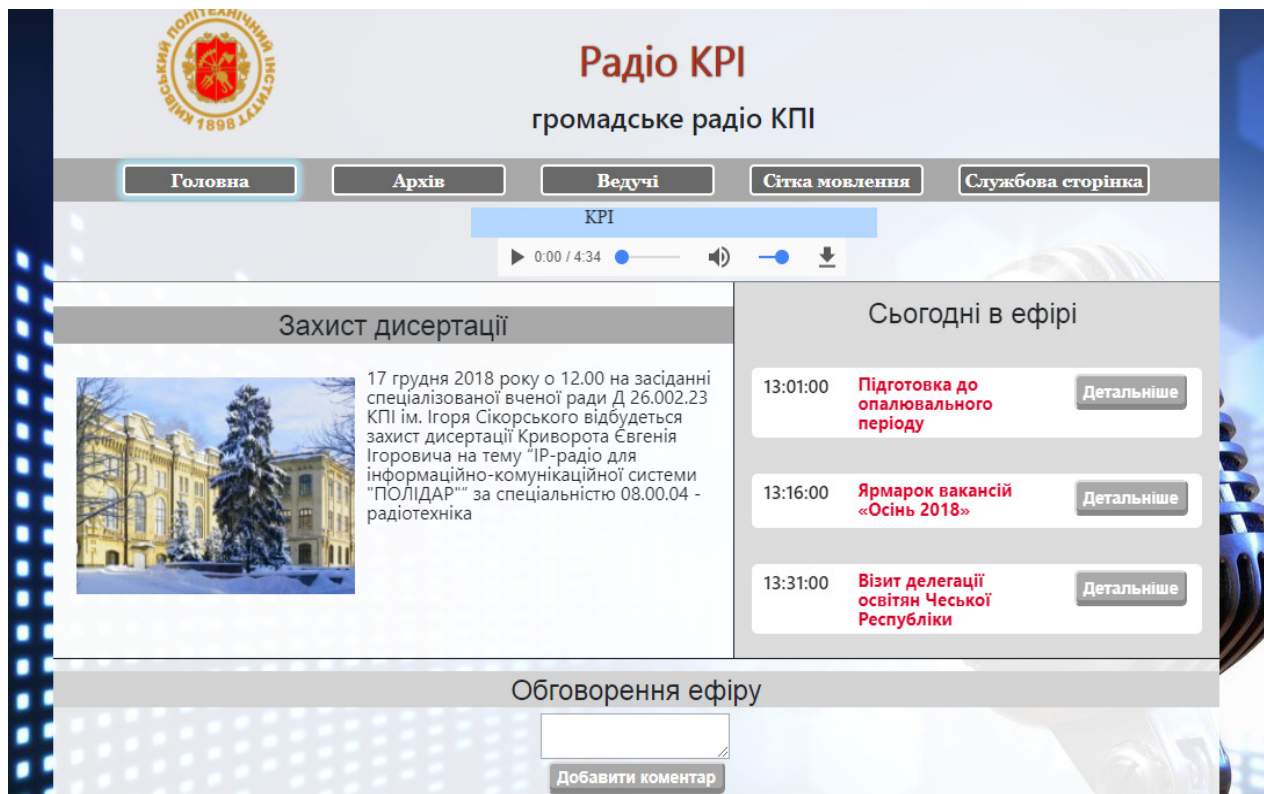 КИЇВСЬКИЙ ПОЛІТЕХНІЧНИЙ ІНСТИТУТ
1898
Радіо KPI
громадське радіо КПІ
Головна
Архів
Ведучі
Сітка мовлення
Службова сторінка
KPI
0:00 / 4:34
Захист дисертації
17 грудня 2018 року о 12.00 на засіданні
спеціалізованої вченої ради Д 26.002.23
КПІ ім. Ігоря Сікорського відбудеться
захист дисертації Криворота Євгенія
Ігоровича на тему "IP-радіо для
інформаційно-комунікаційної системи
"ПОЛІДАР"" за спеціальністю 08.00.04 -
радіотехніка
Сьогодні в ефірі
13:01:00
Підготовка до
опалювального
періоду
Детальніше
13:16:00
Ярмарок вакансій
«Осінь 2018»
Детальніше
13:31:00
Візит делегації
освітян Чеської
Республіки
Детальніше
Обговорення ефіру
Добавити коментар